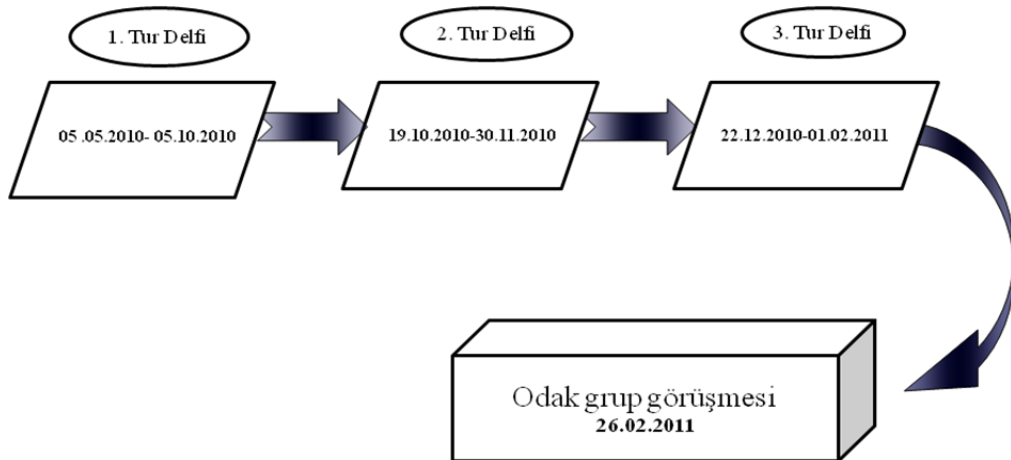 1. Tur Delfi
2. Tur Delfi
3. Tur Delfi
05 .05.2010- 05.10.2010
19.10.2010-30.11.2010
22.12.2010-01.02.2011
Odak grup görüşmesi
26.02.2011